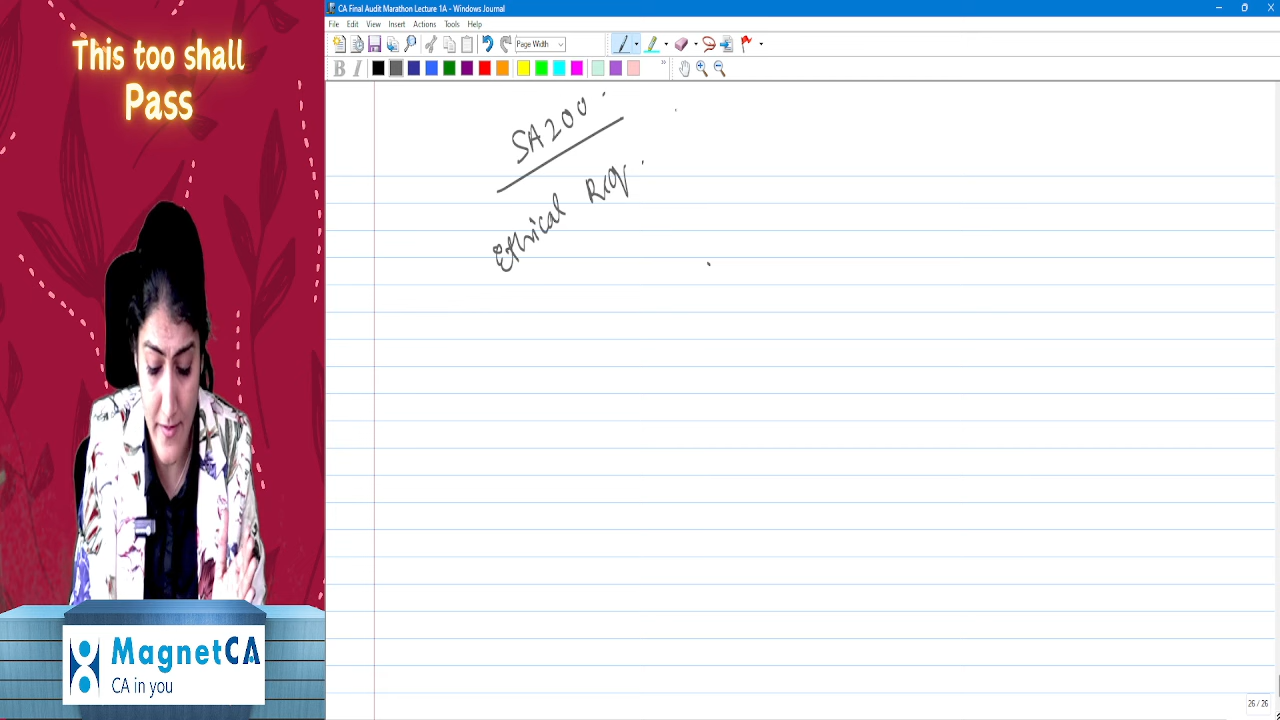 This too shall
Pass
CA Final Audit Marathon Lecture 1A - Windows Journal
File Edit View Insert Actions Tools Help
Page Width
B I
SA 200.
Ethical Req.
MagnetCA
CA in you
26 / 26